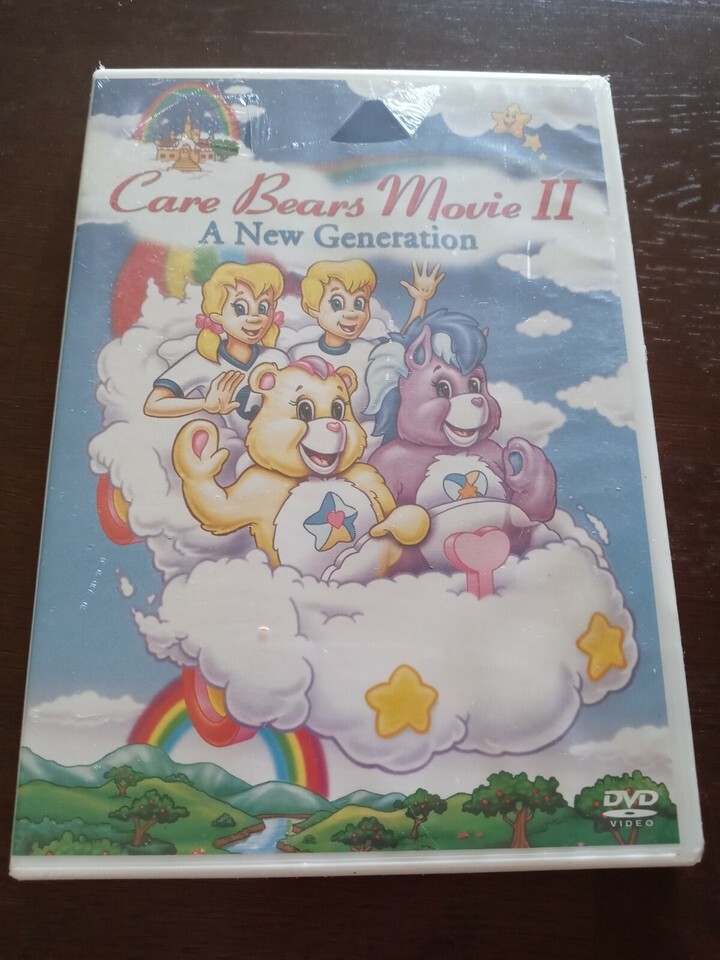 Care Bears Movie II
A New Generation
DVD
VIDEO